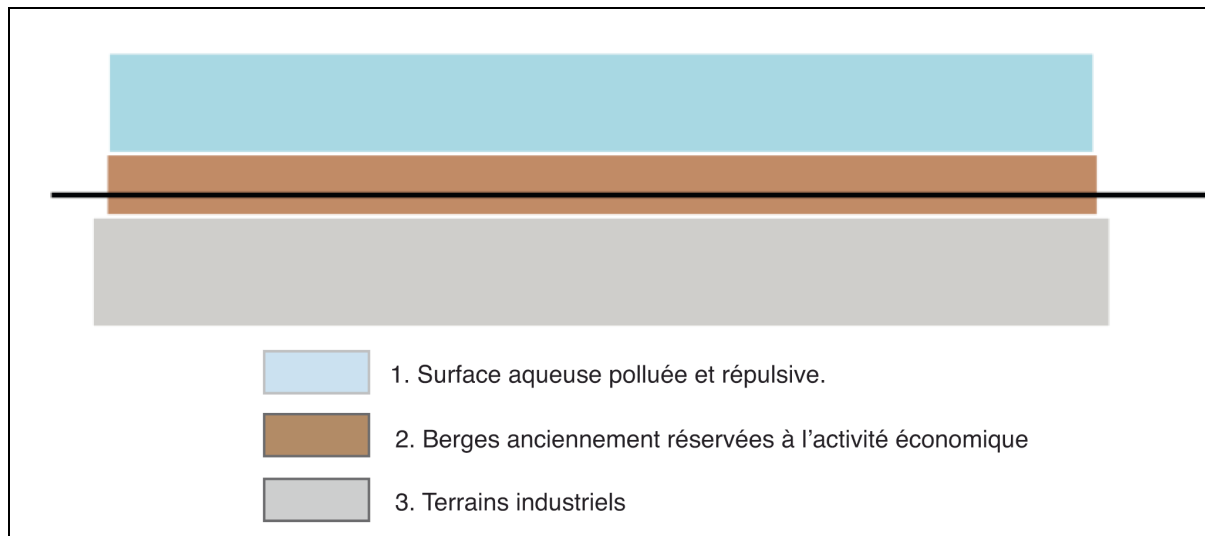 1. Surface aqueuse polluée et répulsive.
2. Berges anciennement réservées à l’activité économique
3. Terrains industriels